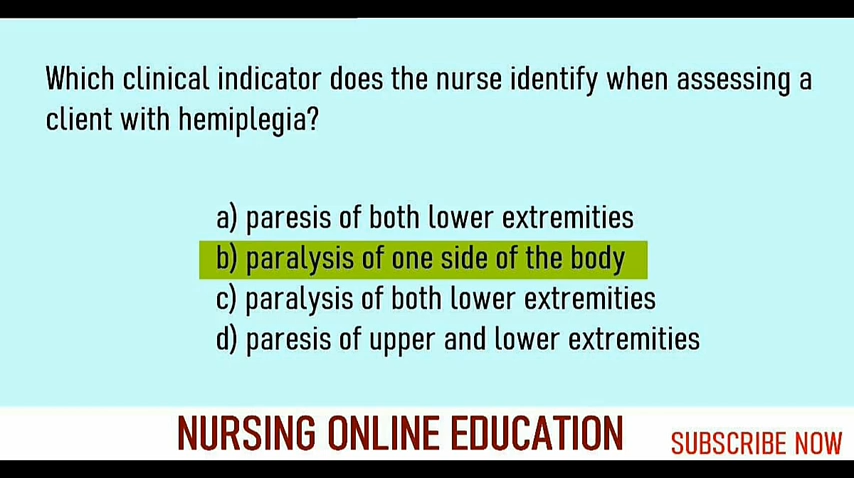 Which clinical indicator does the nurse identify when assessing a
client with hemiplegia?
a) paresis of both lower extremities
b) paralysis of one side of the body
c) paralysis of both lower extremities
d) paresis of upper and lower extremities
NURSING ONLINE EDUCATION
SUBSCRIBE NOW